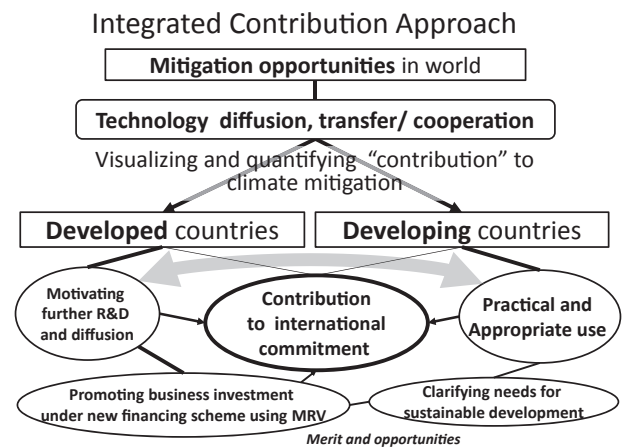 Integrated Contribution Approach
Mitigation opportunities in world
Technology diffusion, transfer/ cooperation
Visualizing and quantifying “contribution” to
climate mitigation
Developed countries
Developing countries
Motivating
further R&D
and diffusion
Contribution
to international
commitment
Practical and
Appropriate use
Promoting business investment
under new financing scheme using MRV
Clarifying needs for
sustainable development
Merit and opportunities